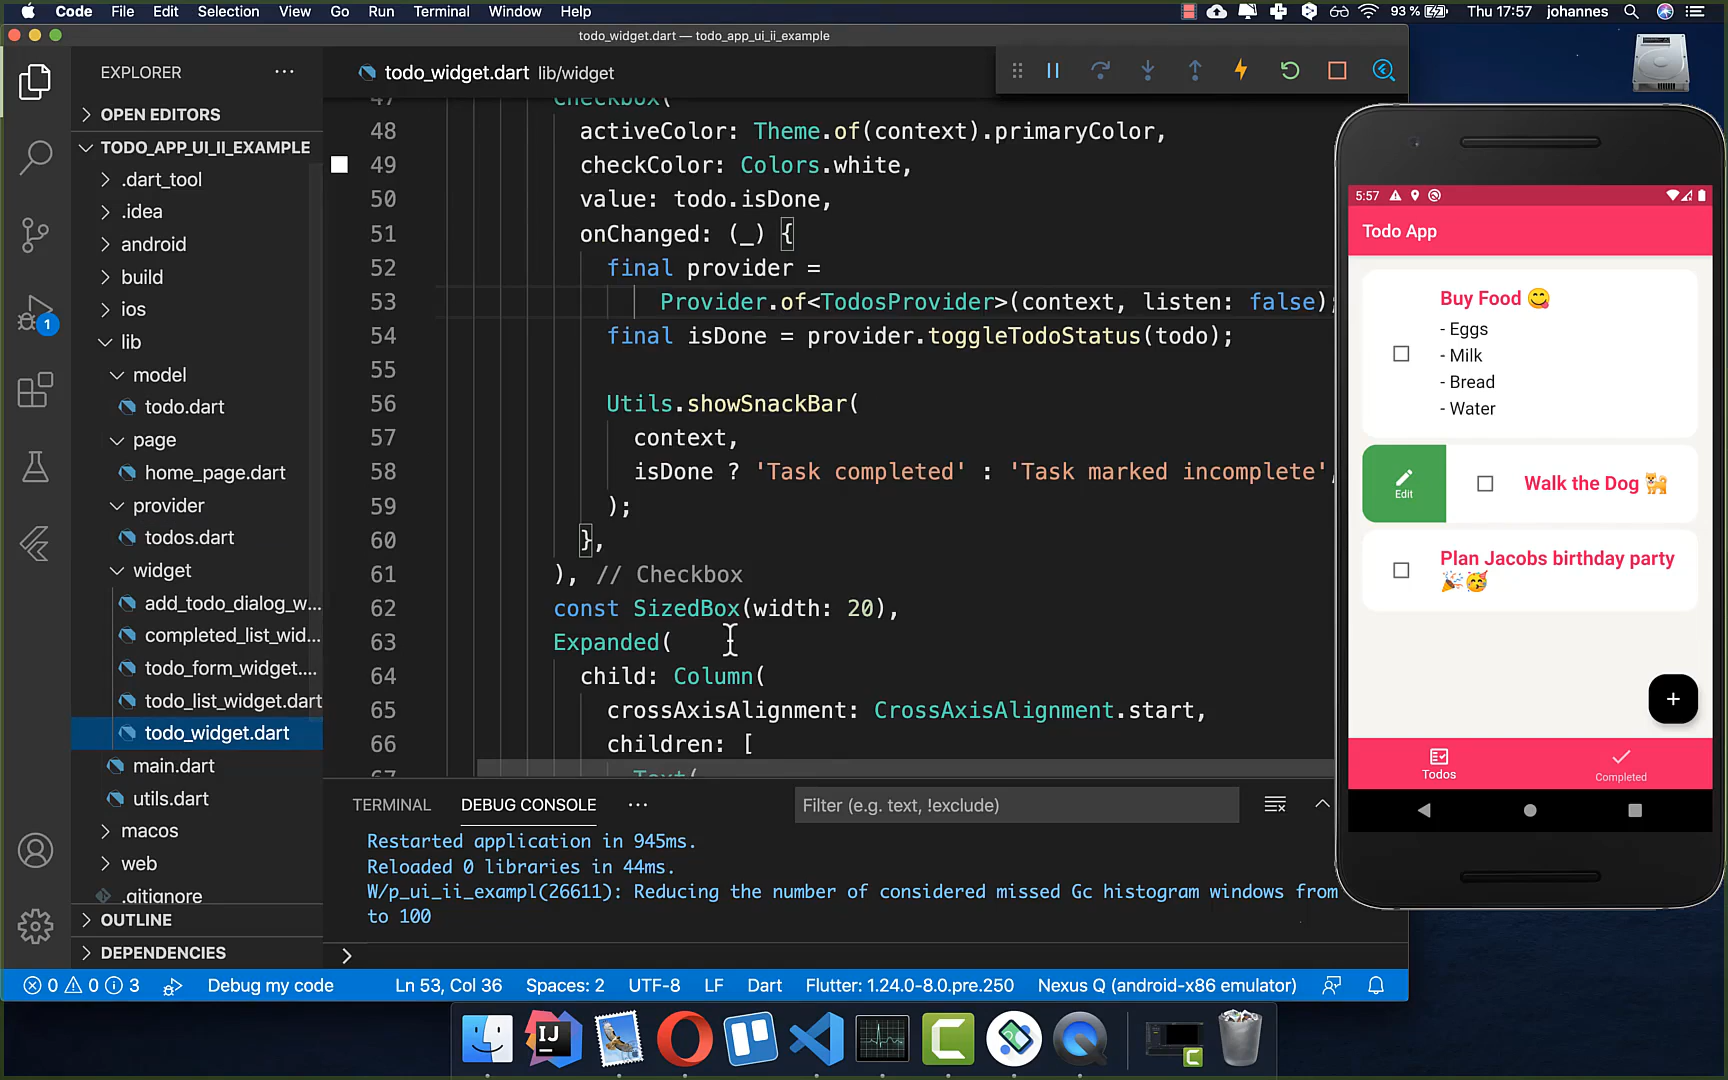 Code File Edit Selection View Go Run Terminal Window Help
93 % Thu 17:57 johannes
todo_widget.dart — todo_app_ui_ii_example
EXPLORER
todo_widget.dart lib/widget
OPEN EDITORS
TODO_APP_UI_II_EXAMPLE
.dart_tool
.idea
android
build
ios
lib
model
todo.dart
page
home_page.dart
provider
todos.dart
widget
add_todo_dialog_w...
completed_list_wid...
todo_form_widget....
todo_list_widget.dart
todo_widget.dart
main.dart
utils.dart
macos
web
.gitignore
OUTLINE
DEPENDENCIES
1
47 Checkbox(
48 activeColor: Theme.of(context).primaryColor,
49 checkColor: Colors.white,
50 value: todo.isDone,
51 onChanged: (_) {
52 final provider =
53 Provider.of<TodosProvider>(context, listen: false);
54 final isDone = provider.toggleTodoStatus(todo);
55
56 Utils.showSnackBar(
57 context,
58 isDone ? 'Task completed' : 'Task marked incomplete',
59 );
60 },
61 ), // Checkbox
62 const SizedBox(width: 20),
63 Expanded(
64 child: Column(
65 crossAxisAlignment: CrossAxisAlignment.start,
66 children: [
67 Text(
TERMINAL DEBUG CONSOLE ···
Filter (e.g. text, !exclude)
Restarted application in 945ms.
Reloaded 0 libraries in 44ms.
W/p_ui_ii_exampl(26611): Reducing the number of considered missed Gc histogram windows from
to 100
0 0 3 Debug my code Ln 53, Col 36 Spaces: 2 UTF-8 LF Dart Flutter: 1.24.0-8.0.pre.250 Nexus Q (android-x86 emulator)
5:57
Todo App
Buy Food 😋
- Eggs
- Milk
- Bread
- Water
Edit
Walk the Dog 🐕
Plan Jacobs birthday party
🎉🥳
+
Todos
Completed
IJ